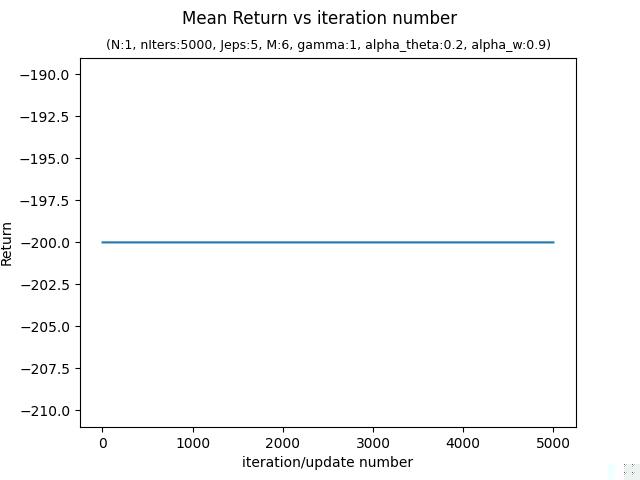 Mean Return vs iteration number
(N:1, nIters:5000, Jeps:5, M:6, gamma:1, alpha_theta:0.2, alpha_w:0.9)
−190.0
−192.5
−195.0
−197.5
−200.0
−202.5
−205.0
−207.5
−210.0
Return
0 1000 2000 3000 4000 5000
iteration/update number